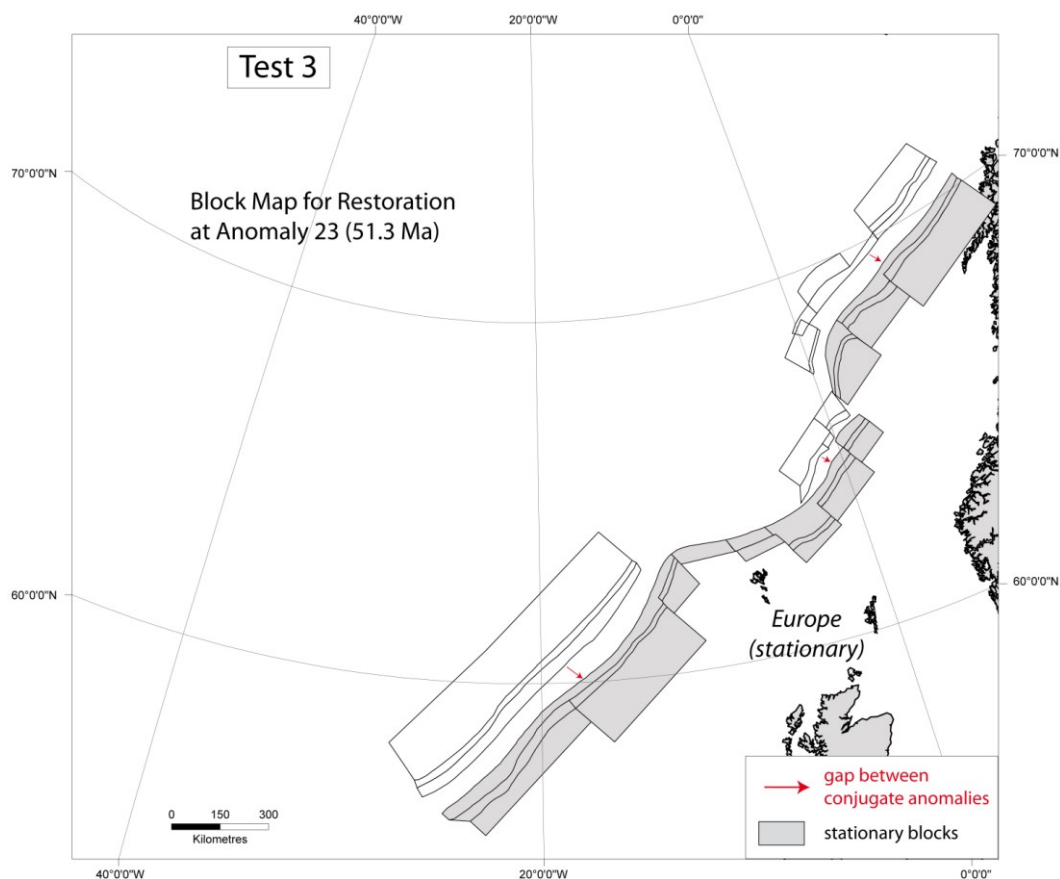 40°0'0"W
20°0'0"W
0°0'0"
Test 3
70°0'0"N
70°0'0"N
Block Map for Restoration
at Anomaly 23 (51.3 Ma)
60°0'0"N
60°0'0"N
Europe
(stationary)
gap between
conjugate anomalies
stationary blocks
0 150 300
Kilometres
40°0'0"W
20°0'0"W
0°0'0"